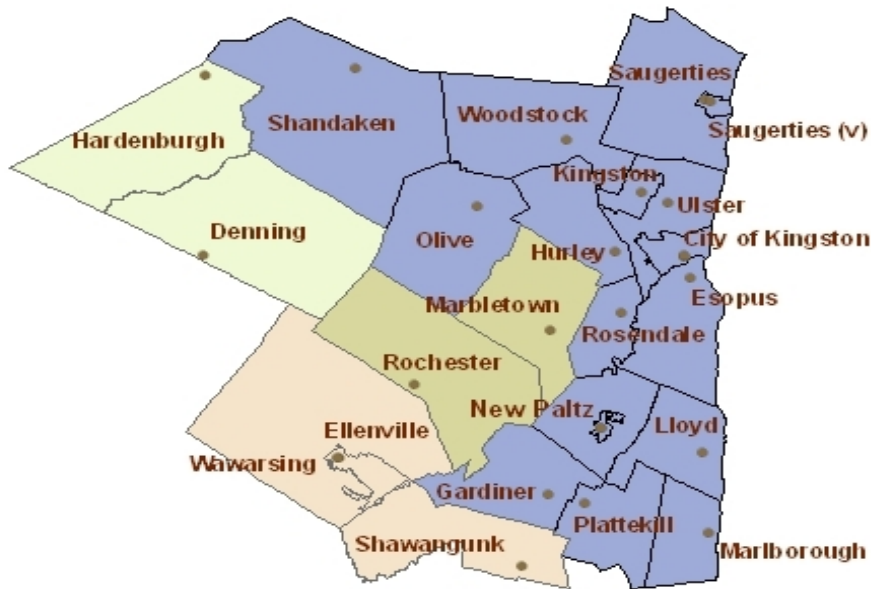 Saugerties
Saugerties (v)
Woodstock
Shandaken
Hardenburgh
Kingston
Ulster
Denning
Olive
Hurley
City of Kingston
Esopus
Marbletown
Rosendale
Rochester
New Paltz
Lloyd
Ellenville
Wawarsing
Gardiner
Plattekill
Shawangunk
Marlborough